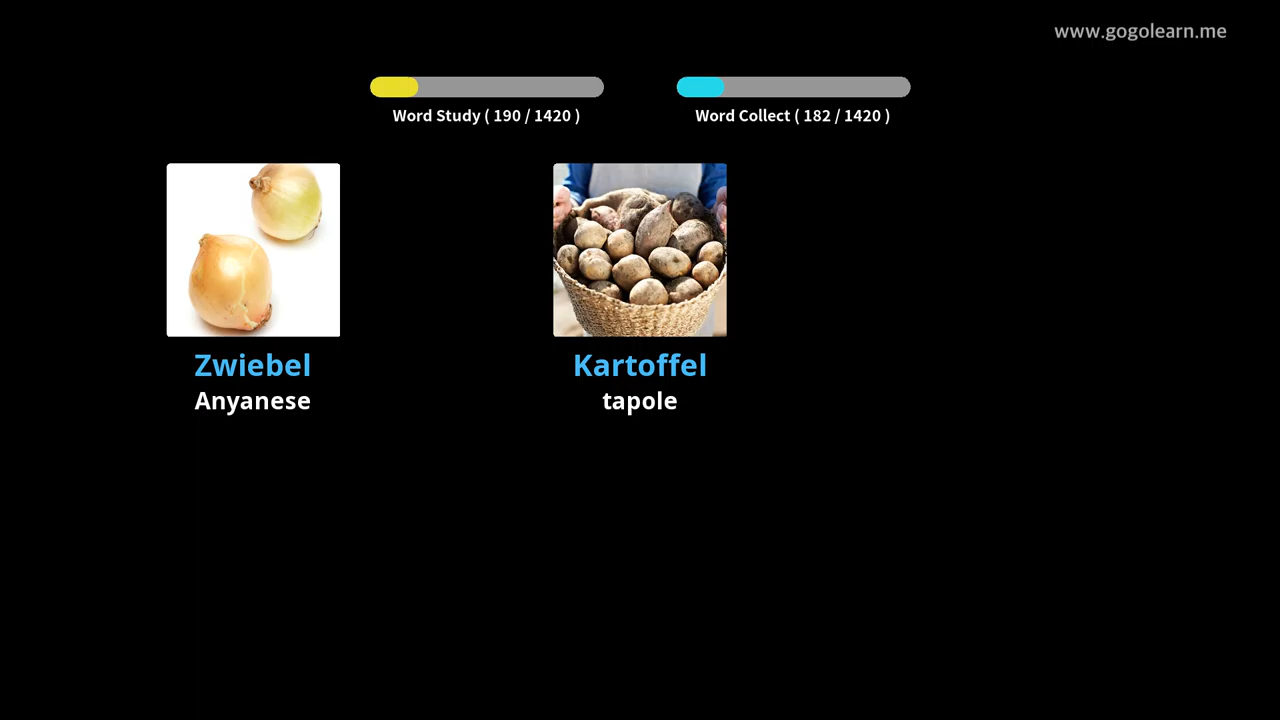 www.gogolearn.me
Word Study ( 190 / 1420 )
Word Collect ( 182 / 1420 )
Zwiebel
Anyanese
Kartoffel
tapole